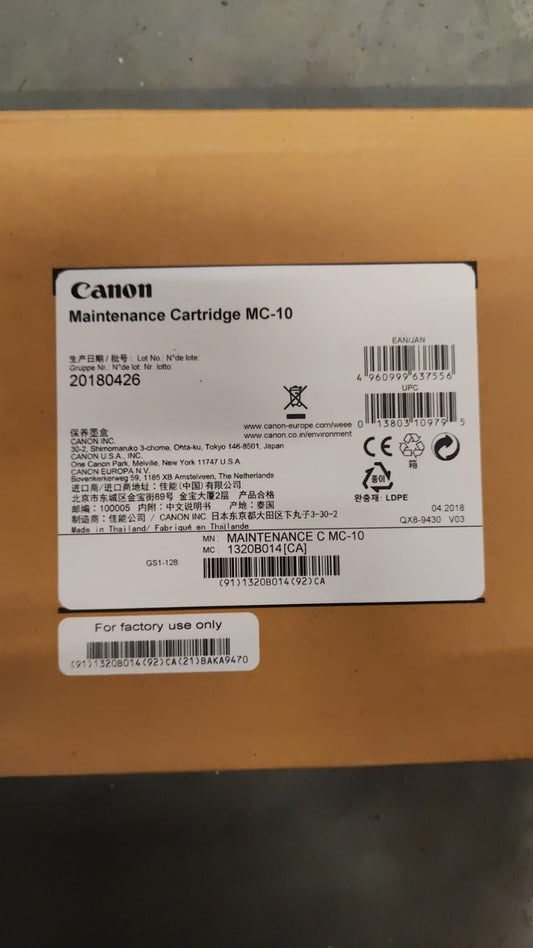 Canon
Maintenance Cartridge MC-10
生产日期 / 批号 : Lot No.: N°de lote:
Gruppe Nr.: N°de lot: Nr. lotto:
20180426
EAN/JAN
4 960999 637556
UPC
0 13803 10979 5
www.canon-europe.com/weee
www.canon.co.in/environment
保养墨盒
CANON INC.
30-2, Shimomaruko 3-chome, Ohta-ku, Tokyo 146-8501, Japan
CANON U.S.A., INC.
One Canon Park, Melville, New York 11747 U.S.A.
CANON EUROPA N.V.
Bovenkerkerweg 59, 1185 XB Amstelveen, The Netherlands
进口商/进口商地址：佳能(中国)有限公司
北京市东城区金宝街89号 金宝大厦2层 产品合格
邮编：100005 内附：中文说明书 产地：泰国
制造商：佳能公司 / CANON INC. 日本东京都大田区下丸子3-30-2
Made in Thailand/ Fabriqué en Thaïlande
CE
箱
종이
완충재: LDPE
04.2018
QX8-9430 V03
MN: MAINTENANCE C MC-10
MC: 1320B014[CA]
GS1-128:
(91)1320B014(92)CA
For factory use only
(91)1320B014(92)CA(21)BAKA9470